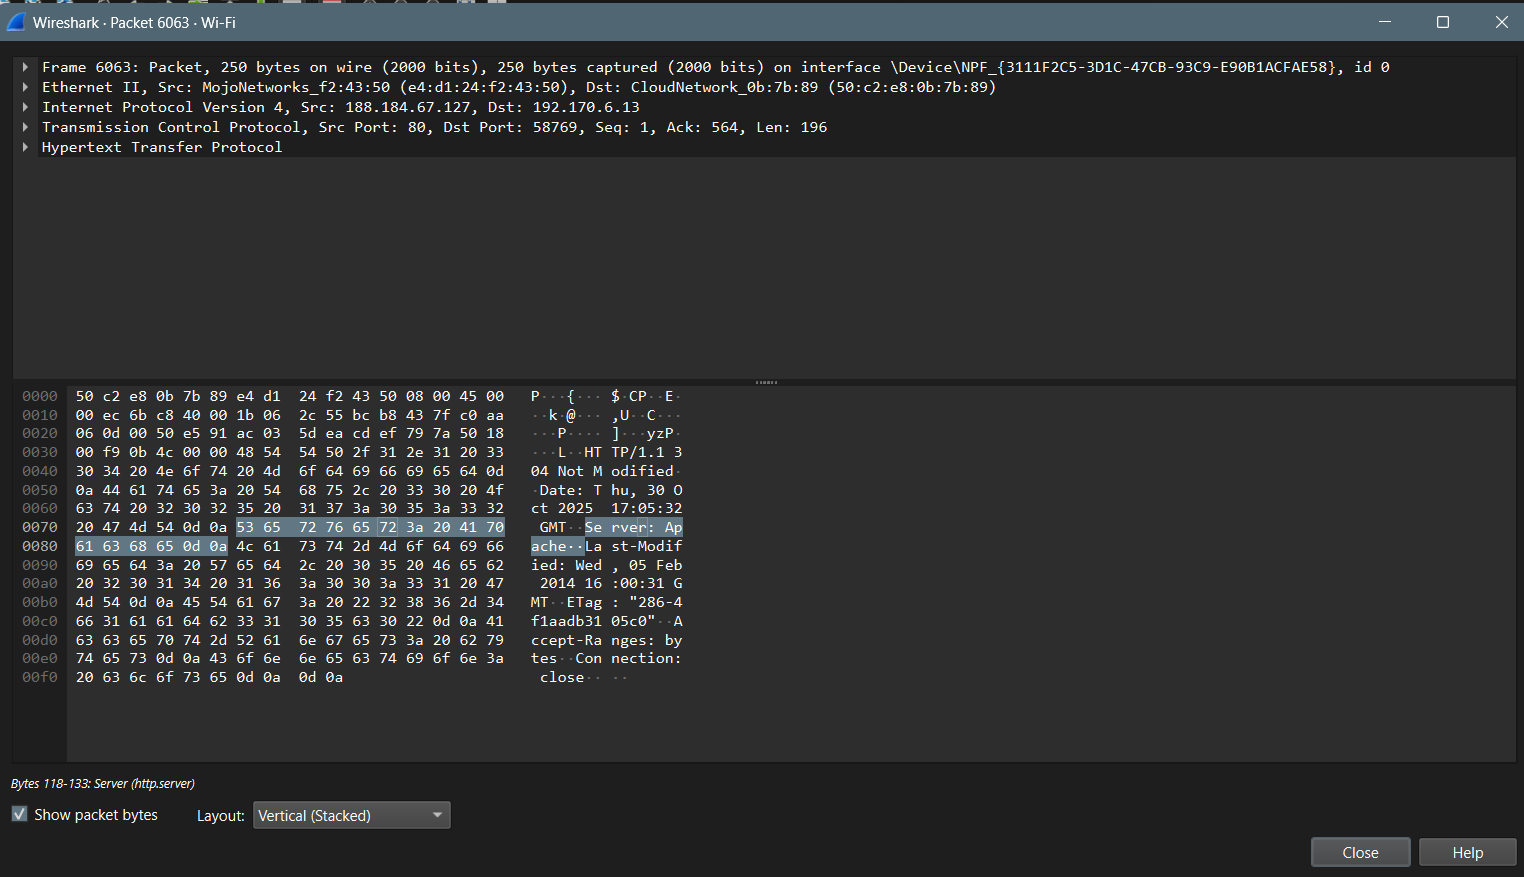 Wireshark · Packet 6063 · Wi-Fi
Frame 6063: Packet, 250 bytes on wire (2000 bits), 250 bytes captured (2000 bits) on interface \Device\NPF_{3111F2C5-3D1C-47CB-93C9-E90B1ACFAE58}, id 0
Ethernet II, Src: MojoNetworks_f2:43:50 (e4:d1:24:f2:43:50), Dst: CloudNetwork_0b:7b:89 (50:c2:e8:0b:7b:89)
Internet Protocol Version 4, Src: 188.184.67.127, Dst: 192.170.6.13
Transmission Control Protocol, Src Port: 80, Dst Port: 58769, Seq: 1, Ack: 564, Len: 196
Hypertext Transfer Protocol
0000 50 c2 e8 0b 7b 89 e4 d1 24 f2 43 50 08 00 45 00 P···{··· $·CP··E·
0010 00 ec 6b c8 40 00 1b 06 2c 55 bc b8 43 7f c0 aa ··k·@··· ,U··C···
0020 06 0d 00 50 e5 91 ac 03 5d ea cd ef 79 7a 50 18 ···P···· ]···yzP·
0030 00 f9 0b 4c 00 00 48 54 54 50 2f 31 2e 31 20 33 ···L··HT TP/1.1 3
0040 30 34 20 4e 6f 74 20 4d 6f 64 69 66 69 65 64 0d 04 Not M odified·
0050 0a 44 61 74 65 3a 20 54 68 75 2c 20 33 30 20 4f ·Date: T hu, 30 O
0060 63 74 20 32 30 32 35 20 31 37 3a 30 35 3a 33 32 ct 2025 17:05:32
0070 20 47 4d 54 0d 0a 53 65 72 76 65 72 3a 20 41 70 GMT··Se rver: Ap
0080 61 63 68 65 0d 0a 4c 61 73 74 2d 4d 6f 64 69 66 ache··La st-Modif
0090 69 65 64 3a 20 57 65 64 2c 20 30 35 20 46 65 62 ied: Wed , 05 Feb
00a0 20 32 30 31 34 20 31 36 3a 30 30 3a 33 31 20 47 2014 16 :00:31 G
00b0 4d 54 0d 0a 45 54 61 67 3a 20 22 32 38 36 2d 34 MT··ETag : "286-4
00c0 66 31 61 61 64 62 33 31 30 35 63 30 22 0d 0a 41 f1aadb31 05c0"··A
00d0 63 63 65 70 74 2d 52 61 6e 67 65 73 3a 20 62 79 ccept-Ra nges: by
00e0 74 65 73 0d 0a 43 6f 6e 6e 65 63 74 69 6f 6e 3a tes··Con nection:
00f0 20 63 6c 6f 73 65 0d 0a 0d 0a close·· ··
Bytes 118-133: Server (http.server)
Show packet bytes Layout: Vertical (Stacked)
Close Help